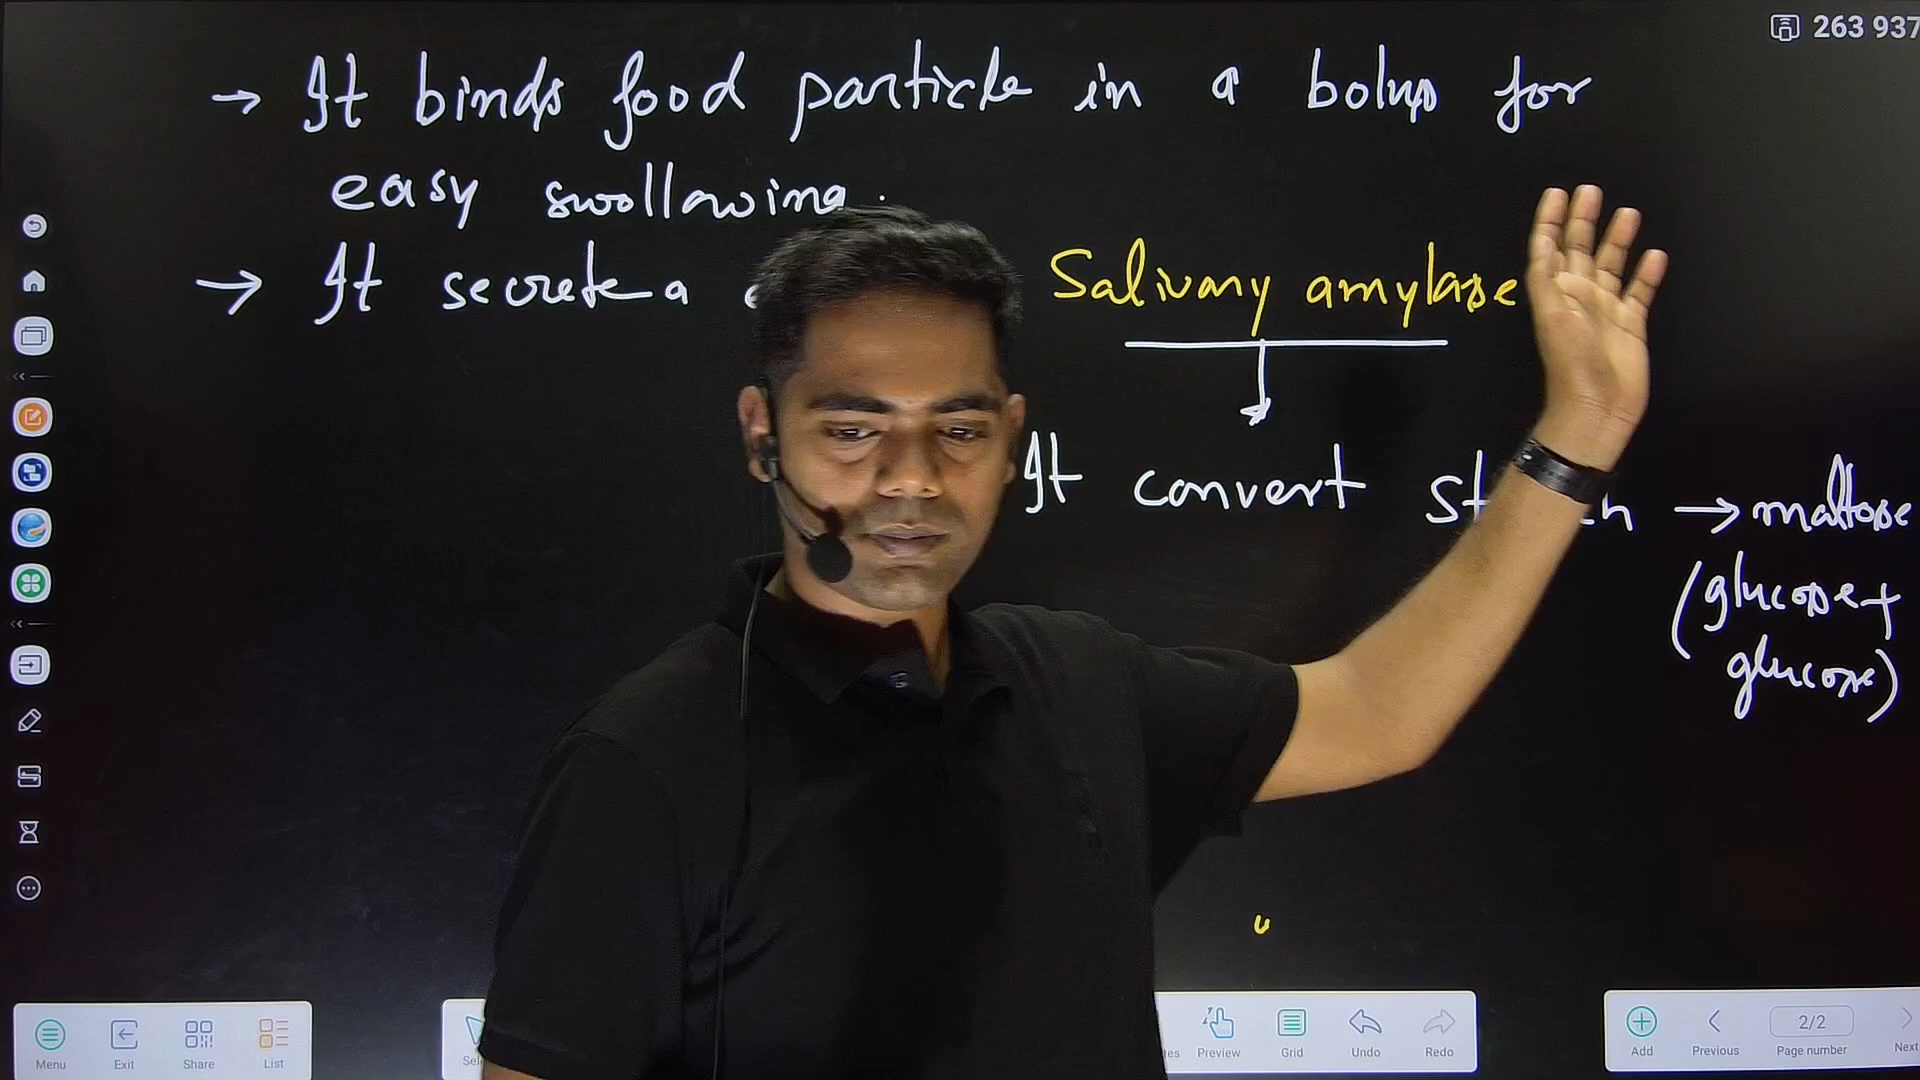 263 937
→ It binds food particle in a bolus for
easy swollowing.
→ It secrete a
Salivary amylase
It convert → maltose
(glucose +
glucose)
Menu
Exit
Share
List
Preview
Grid
Undo
Redo
Add
Previous
2/2
Page number
Next